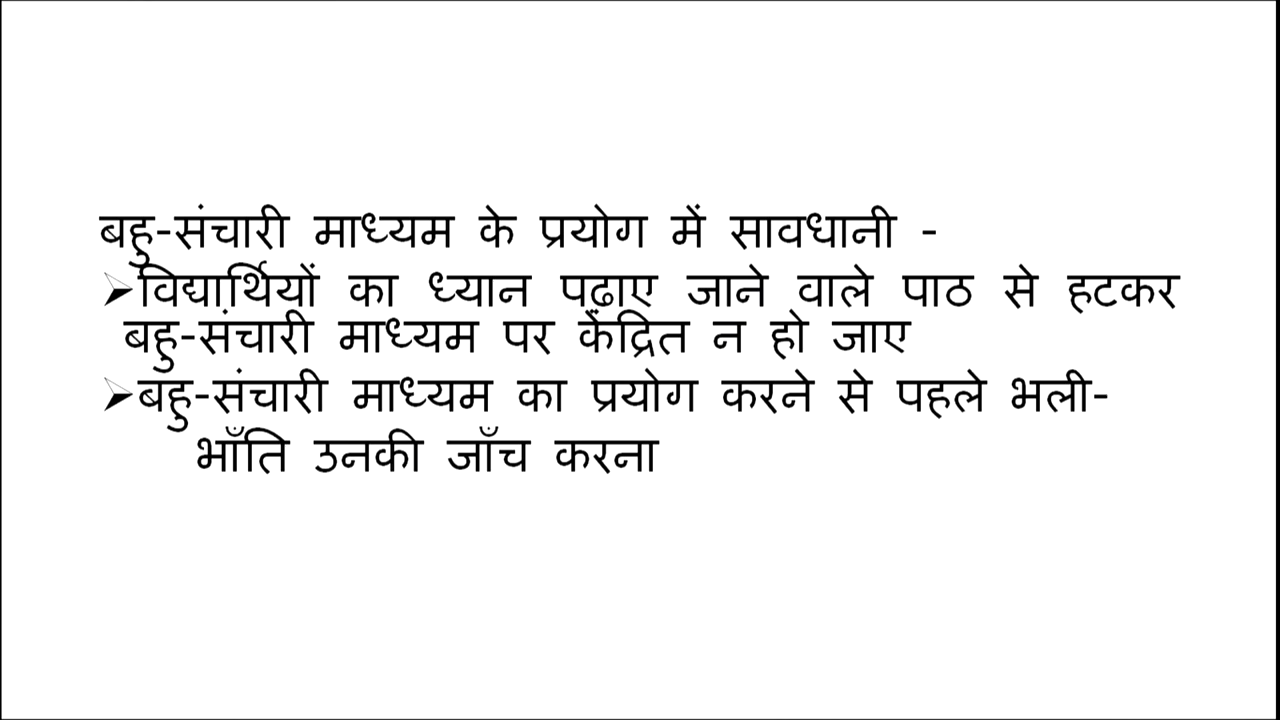 बहु-संचारी माध्यम के प्रयोग में सावधानी -
➢विद्यार्थियों का ध्यान पढ़ाए जाने वाले पाठ से हटकर
बहु-संचारी माध्यम पर केंद्रित न हो जाए
➢बहु-संचारी माध्यम का प्रयोग करने से पहले भली-
भाँति उनकी जाँच करना